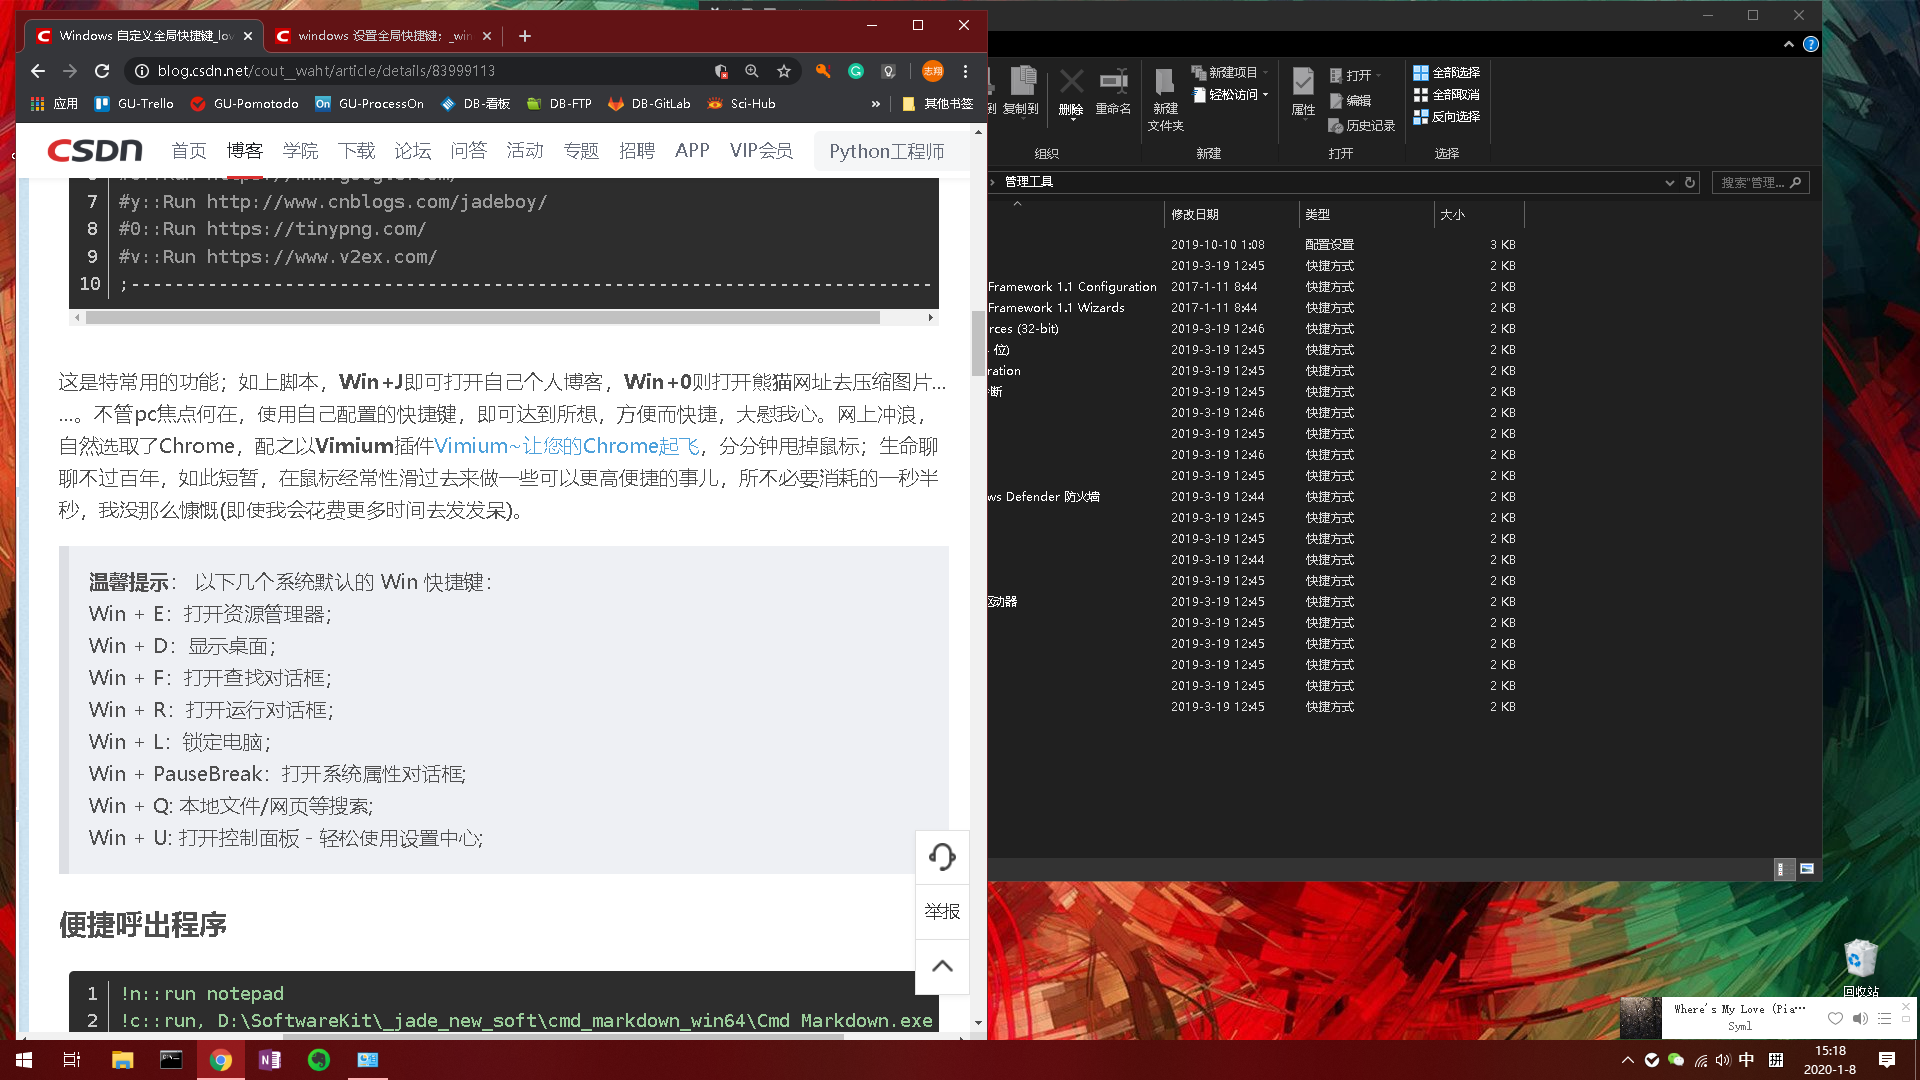 Windows 自定义全局快捷键_lov
windows 设置全局快捷键；_win
blog.csdn.net/cout__waht/article/details/83999113
志翔
应用
GU-Trello
GU-Pomotodo
On
GU-ProcessOn
DB-看板
DB-FTP
DB-GitLab
Sci-Hub
»
其他书签
CSDN
首页
博客
学院
下载
论坛
问答
活动
专题
招聘
APP
VIP会员
Python工程师
7 #y::Run http://www.cnblogs.com/jadeboy/
8 #0::Run https://tinypng.com/
9 #v::Run https://www.v2ex.com/
10 ;--------------------------------------------------------------------------
这是特常用的功能；如上脚本，Win+J即可打开自己个人博客，Win+0则打开熊猫网址去压缩图片…
…。不管pc焦点何在，使用自己配置的快捷键，即可达到所想，方便而快捷，大慰我心。网上冲浪，
自然选取了Chrome，配之以Vimium插件Vimium~让您的Chrome起飞，分分钟甩掉鼠标；生命聊
聊不过百年，如此短暂，在鼠标经常性滑过去来做一些可以更高便捷的事儿，所不必要消耗的一秒半
秒，我没那么慷慨(即使我会花费更多时间去发发呆)。
温馨提示： 以下几个系统默认的 Win 快捷键：
Win + E：打开资源管理器；
Win + D：显示桌面；
Win + F：打开查找对话框；
Win + R：打开运行对话框；
Win + L：锁定电脑；
Win + PauseBreak：打开系统属性对话框;
Win + Q: 本地文件/网页等搜索;
Win + U: 打开控制面板 - 轻松使用设置中心;
举报
便捷呼出程序
1 !n::run notepad
2 !c::run, D:\SoftwareKit\_jade_new_soft\cmd_markdown_win64\Cmd Markdown.exe
到
复制到
删除
重命名
新建
文件夹
新建项目
轻松访问
属性
打开
编辑
历史记录
全部选择
全部取消
反向选择
组织
新建
打开
选择
管理工具
搜索"管理...
修改日期
类型
大小
2019-10-10 1:08 配置设置 3 KB
2019-3-19 12:45 快捷方式 2 KB
Framework 1.1 Configuration 2017-1-11 8:44 快捷方式 2 KB
Framework 1.1 Wizards 2017-1-11 8:44 快捷方式 2 KB
rces (32-bit) 2019-3-19 12:46 快捷方式 2 KB
位) 2019-3-19 12:45 快捷方式 2 KB
ration 2019-3-19 12:45 快捷方式 2 KB
断 2019-3-19 12:45 快捷方式 2 KB
2019-3-19 12:46 快捷方式 2 KB
2019-3-19 12:45 快捷方式 2 KB
2019-3-19 12:46 快捷方式 2 KB
2019-3-19 12:45 快捷方式 2 KB
ws Defender 防火墙 2019-3-19 12:44 快捷方式 2 KB
2019-3-19 12:45 快捷方式 2 KB
2019-3-19 12:45 快捷方式 2 KB
2019-3-19 12:44 快捷方式 2 KB
2019-3-19 12:45 快捷方式 2 KB
动器 2019-3-19 12:45 快捷方式 2 KB
2019-3-19 12:45 快捷方式 2 KB
2019-3-19 12:45 快捷方式 2 KB
2019-3-19 12:45 快捷方式 2 KB
2019-3-19 12:45 快捷方式 2 KB
2019-3-19 12:45 快捷方式 2 KB
回收站
Where's My Love (Pia…
Syml
中
拼
15:18
2020-1-8